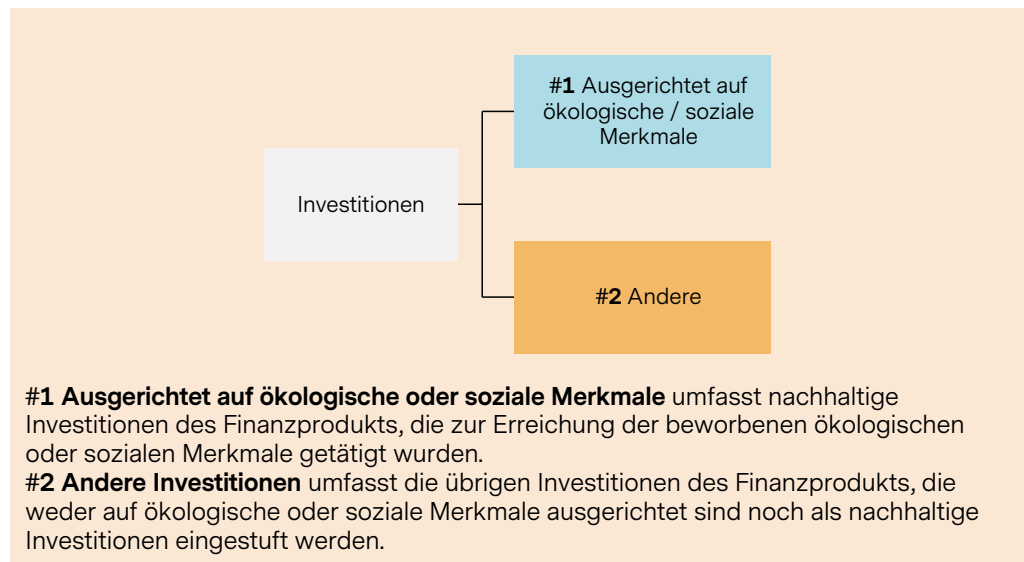 #1 Ausgerichtet auf
ökologische / soziale
Merkmale
Investitionen
#2 Andere
#1 Ausgerichtet auf ökologische oder soziale Merkmale umfasst nachhaltige
Investitionen des Finanzprodukts, die zur Erreichung der beworbenen ökologischen
oder sozialen Merkmale getätigt wurden.
#2 Andere Investitionen umfasst die übrigen Investitionen des Finanzprodukts, die
weder auf ökologische oder soziale Merkmale ausgerichtet sind noch als nachhaltige
Investitionen eingestuft werden.